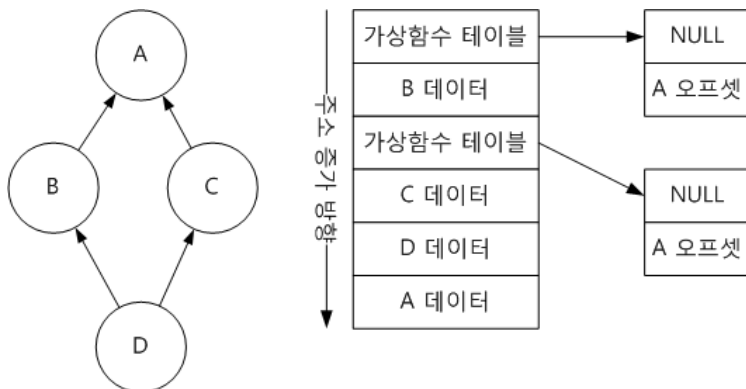 A
B
C
D
주소 증가 방향
가상함수 테이블
B 데이터
가상함수 테이블
C 데이터
D 데이터
A 데이터
NULL
A 오프셋
NULL
A 오프셋